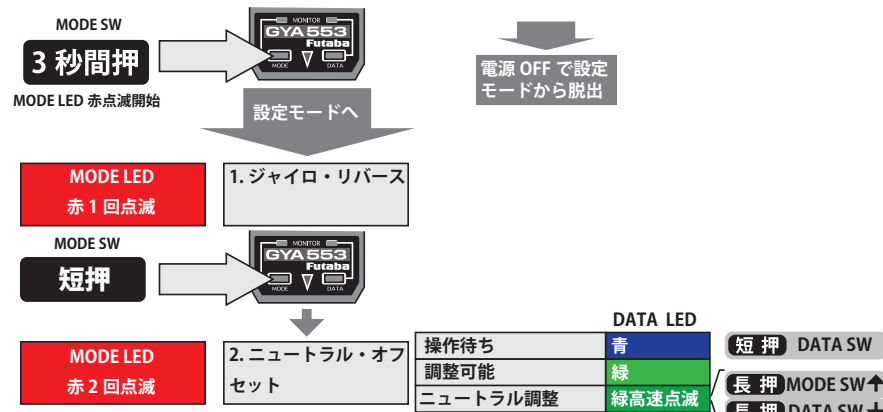 MODE SW
3 秒間押
MODE LED 赤点滅開始
MONITOR
GYA553
Futaba
MODE DATA
設定モードへ
電源 OFF で設定
モードから脱出
MODE LED
赤 1 回点滅
1. ジャイロ・リバース
MODE SW
短押
MONITOR
GYA553
Futaba
MODE DATA
MODE LED
赤 2 回点滅
2. ニュートラル・オフ
セット
DATA LED
操作待ち 青 短 押 DATA SW
調整可能 緑
ニュートラル調整 緑高速点滅
長 押 MODE SW↑
長 押 DATA SW